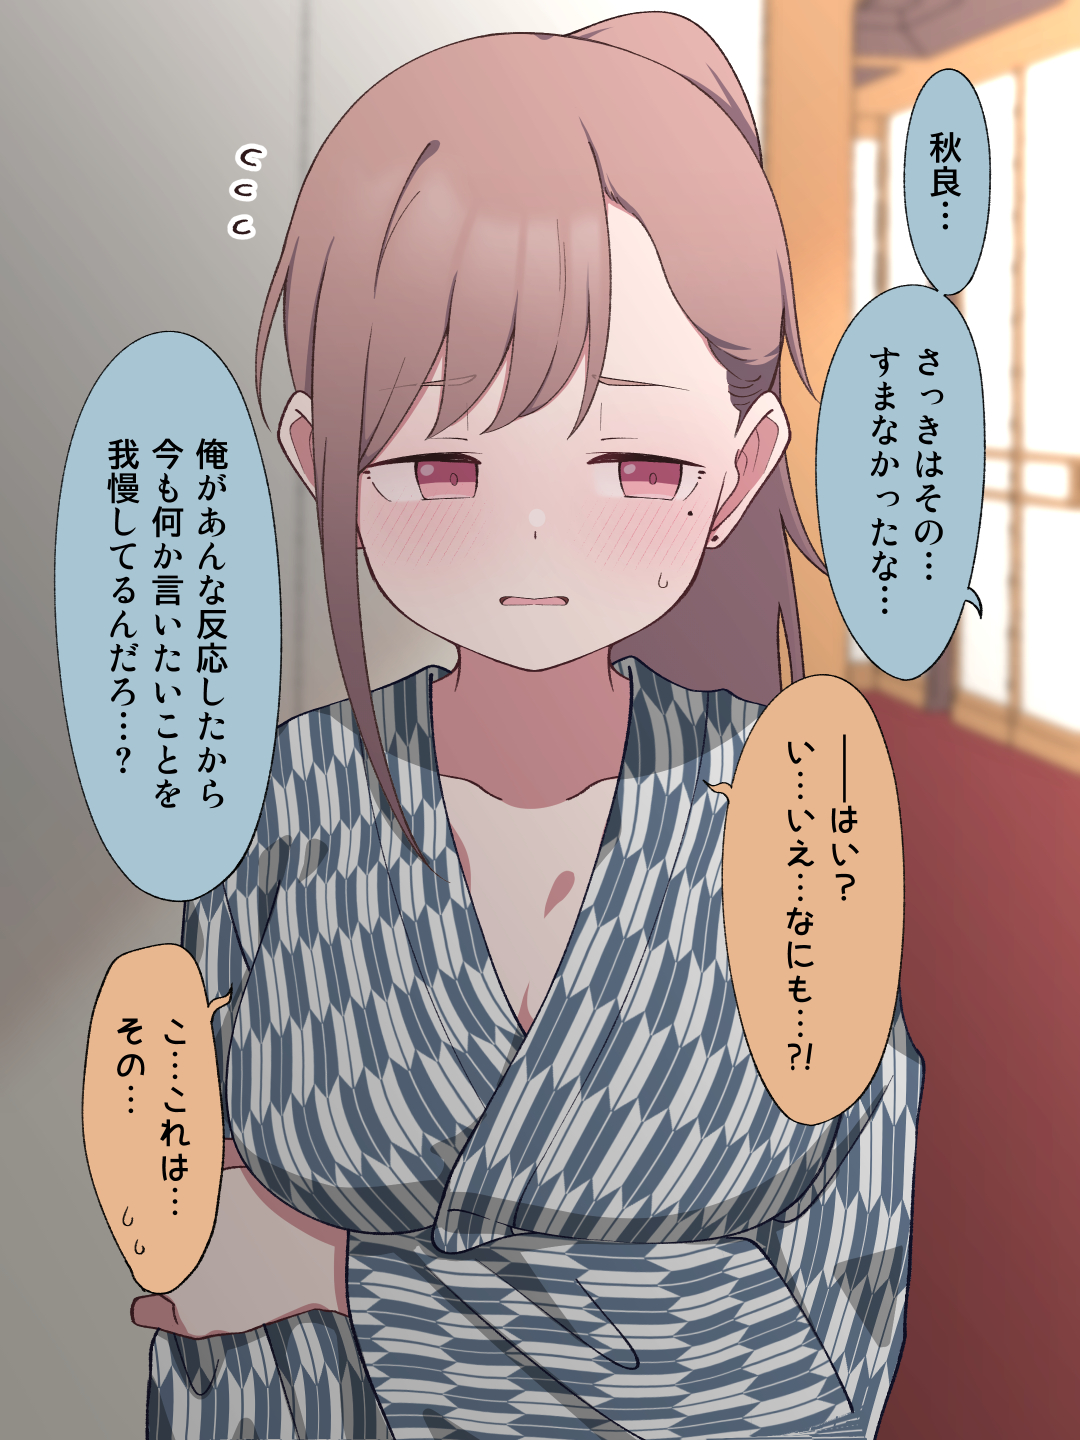 秋良…
さっきはその…
すまなかったな…
――はい？
い…いえ…なにも…?!
俺があんな反応したから
今も何か言いたいことを
我慢してるんだろ…？
こ…これは…
その…